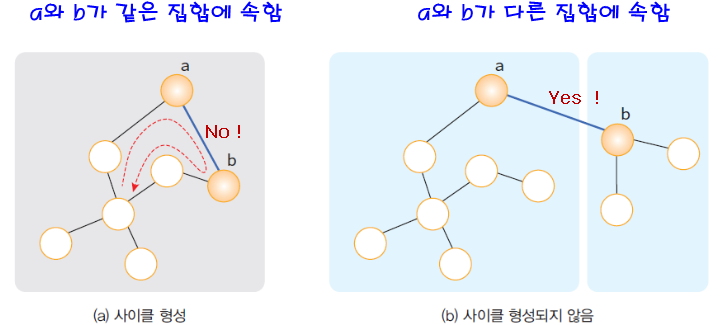 a와 b가 같은 집합에 속함
a와 b가 다른 집합에 속함
a
No !
b
a
Yes !
b
(a) 사이클 형성
(b) 사이클 형성되지 않음